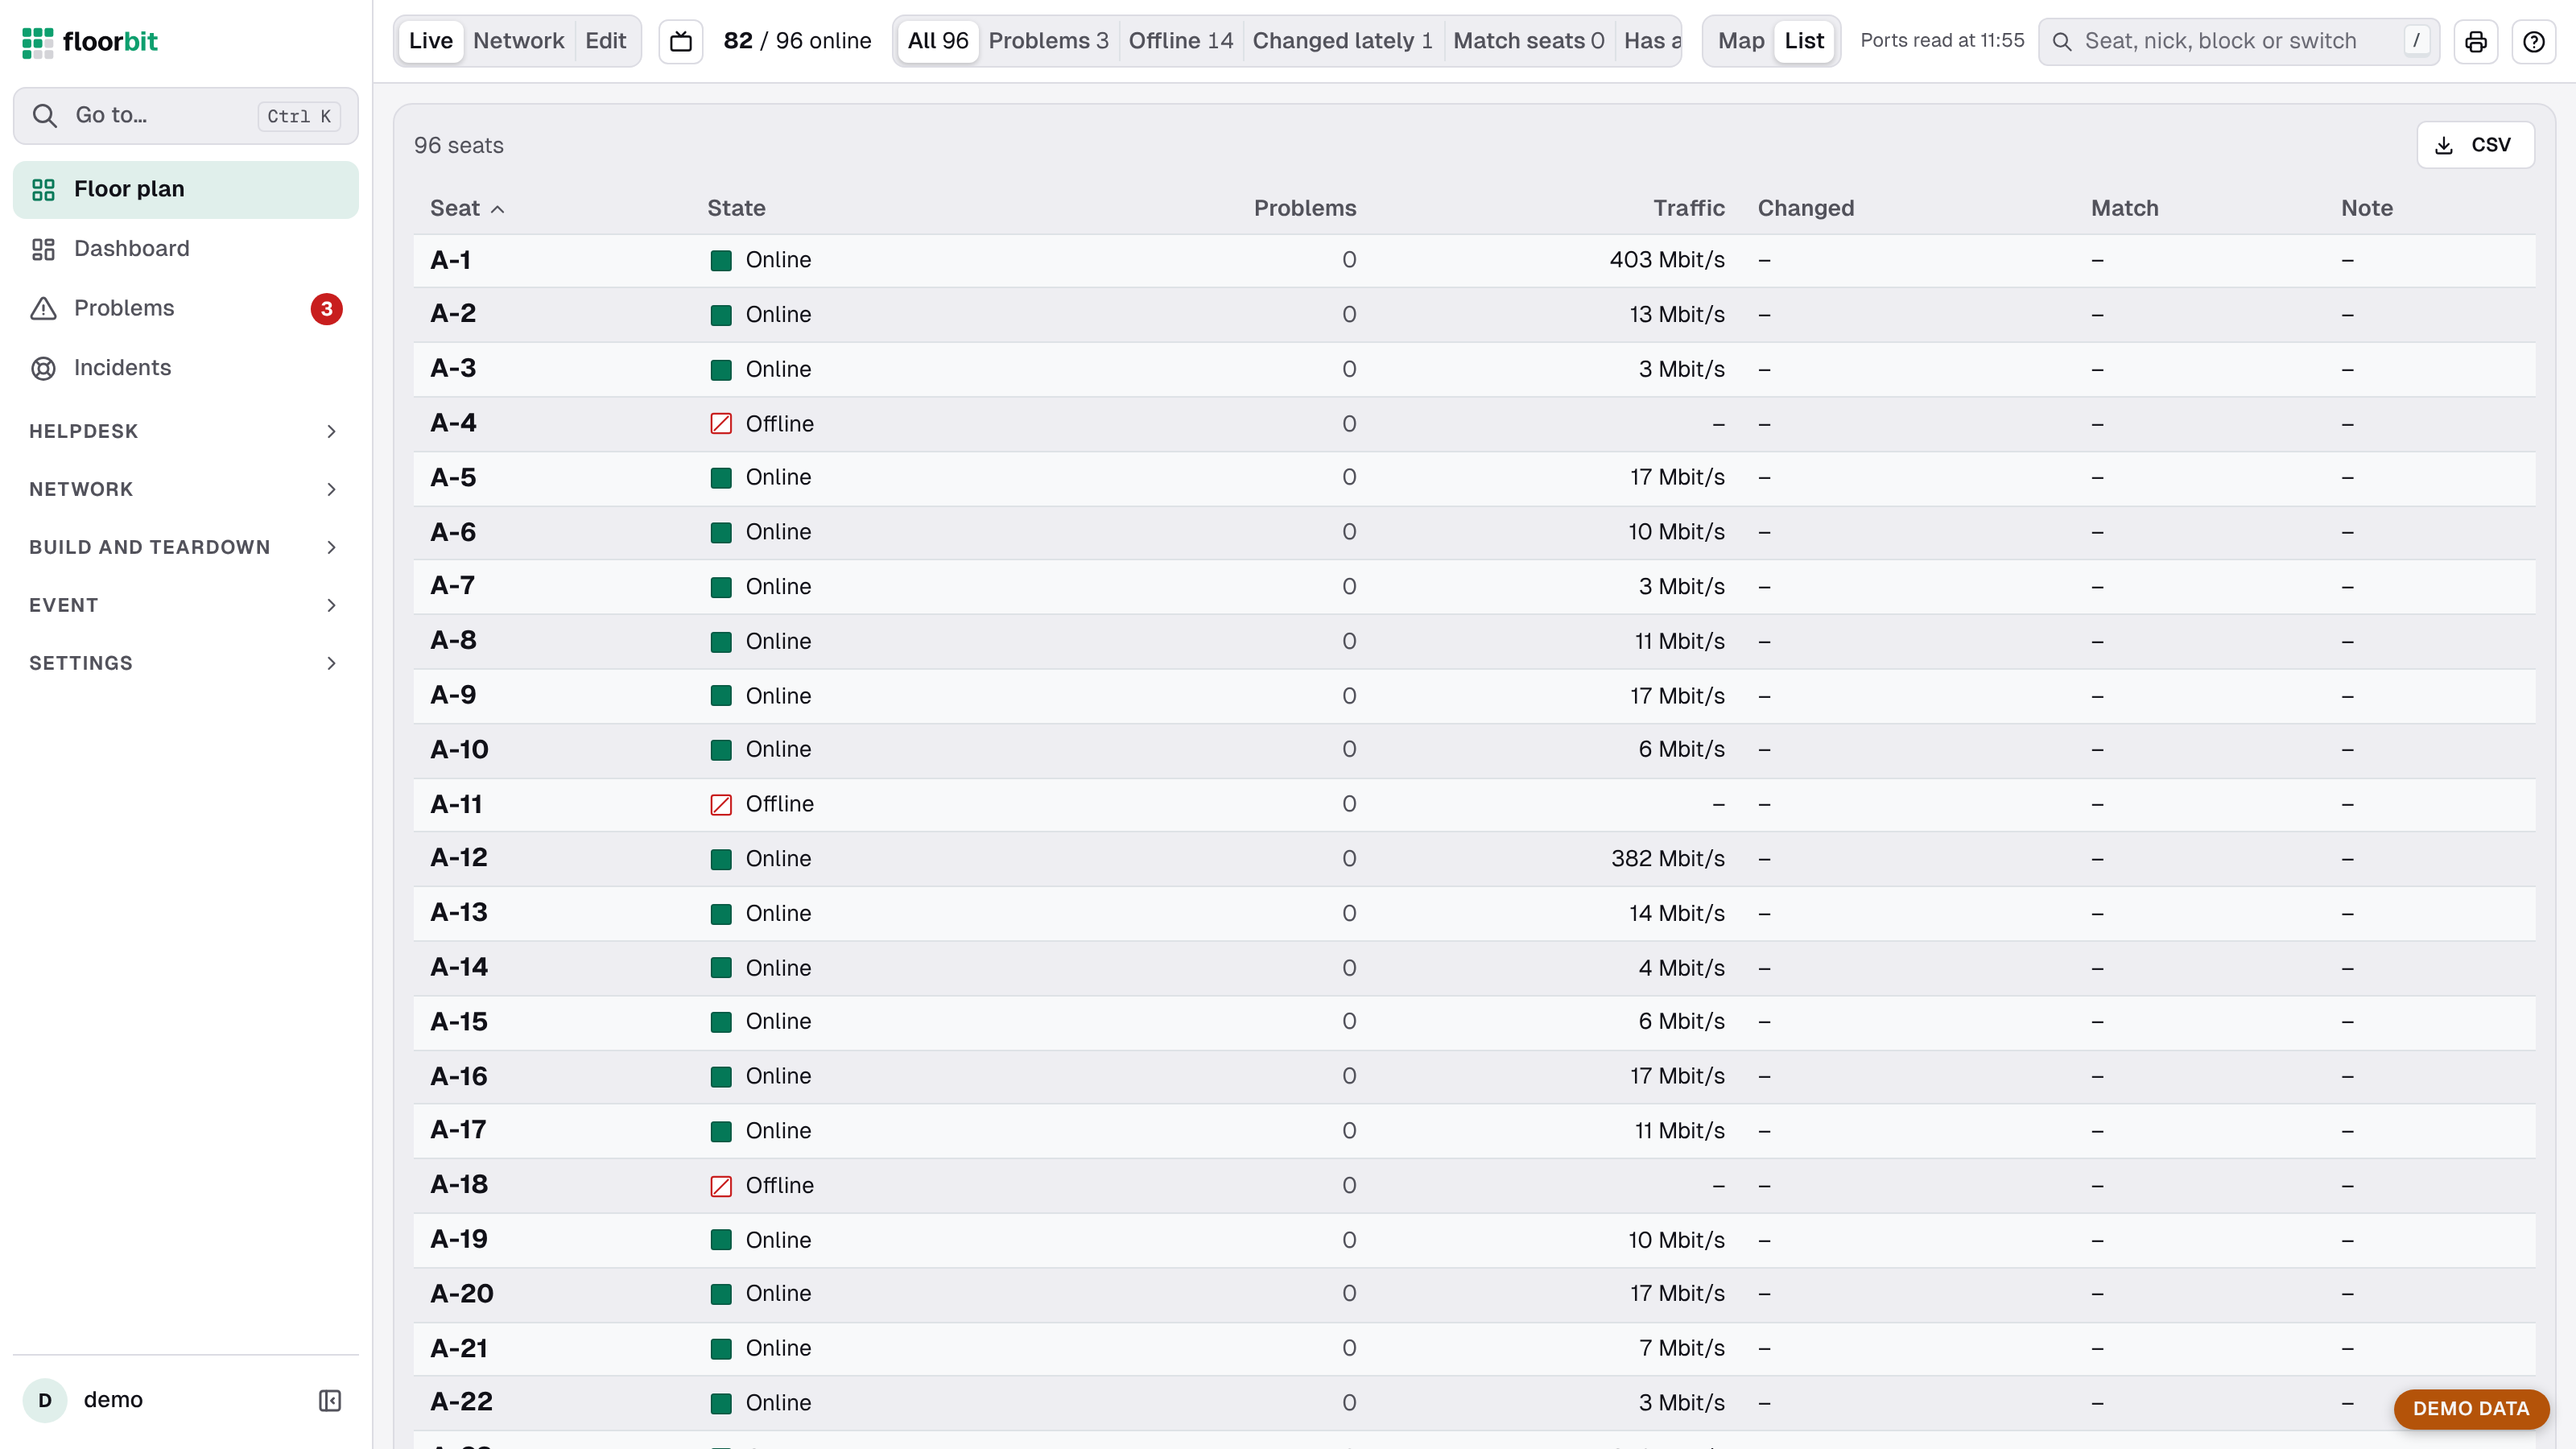 floorbit
Go to...
Ctrl K
Floor plan
Dashboard
Problems 3
Incidents
HELPDESK
NETWORK
BUILD AND TEARDOWN
EVENT
SETTINGS
D demo
Live Network Edit 82 / 96 online All 96 Problems 3 Offline 14 Changed lately 1 Match seats 0 Has a Map List Ports read at 11:55 Seat, nick, block or switch /
96 seats CSV
Seat State Problems Traffic Changed Match Note
A-1 Online 0 403 Mbit/s – – –
A-2 Online 0 13 Mbit/s – – –
A-3 Online 0 3 Mbit/s – – –
A-4 Offline 0 – – – –
A-5 Online 0 17 Mbit/s – – –
A-6 Online 0 10 Mbit/s – – –
A-7 Online 0 3 Mbit/s – – –
A-8 Online 0 11 Mbit/s – – –
A-9 Online 0 17 Mbit/s – – –
A-10 Online 0 6 Mbit/s – – –
A-11 Offline 0 – – – –
A-12 Online 0 382 Mbit/s – – –
A-13 Online 0 14 Mbit/s – – –
A-14 Online 0 4 Mbit/s – – –
A-15 Online 0 6 Mbit/s – – –
A-16 Online 0 17 Mbit/s – – –
A-17 Online 0 11 Mbit/s – – –
A-18 Offline 0 – – – –
A-19 Online 0 10 Mbit/s – – –
A-20 Online 0 17 Mbit/s – – –
A-21 Online 0 7 Mbit/s – – –
A-22 Online 0 3 Mbit/s – – –
DEMO DATA